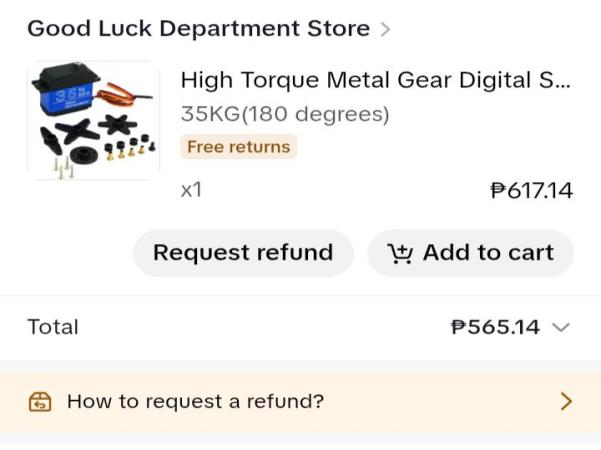 Good Luck Department Store
High Torque Metal Gear Digital S...
35KG(180 degrees)
Free returns
x1
₱617.14
Request refund
Add to cart
Total
₱565.14
How to request a refund?